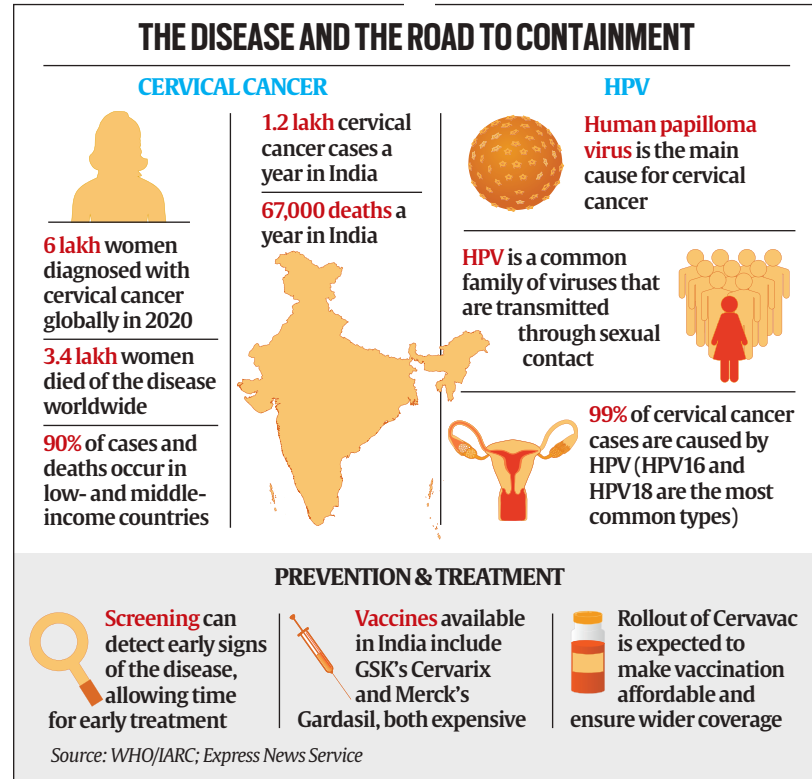 THE DISEASE AND THE ROAD TO CONTAINMENT
CERVICAL CANCER
6 lakh women
diagnosed with
cervical cancer
globally in 2020
3.4 lakh women
died of the disease
worldwide
90% of cases and
deaths occur in
low- and middle-
income countries
1.2 lakh cervical
cancer cases a
year in India
67,000 deaths a
year in India
HPV
Human papilloma
virus is the main
cause for cervical
cancer
HPV is a common
family of viruses that
are transmitted
through sexual
contact
99% of cervical cancer
cases are caused by
HPV (HPV16 and
HPV18 are the most
common types)
PREVENTION & TREATMENT
Screening can
detect early signs
of the disease,
allowing time
for early treatment
Vaccines available
in India include
GSK's Cervarix
and Merck's
Gardasil, both expensive
Rollout of Cervavac
is expected to
make vaccination
affordable and
ensure wider coverage
Source: WHO/IARC; Express News Service